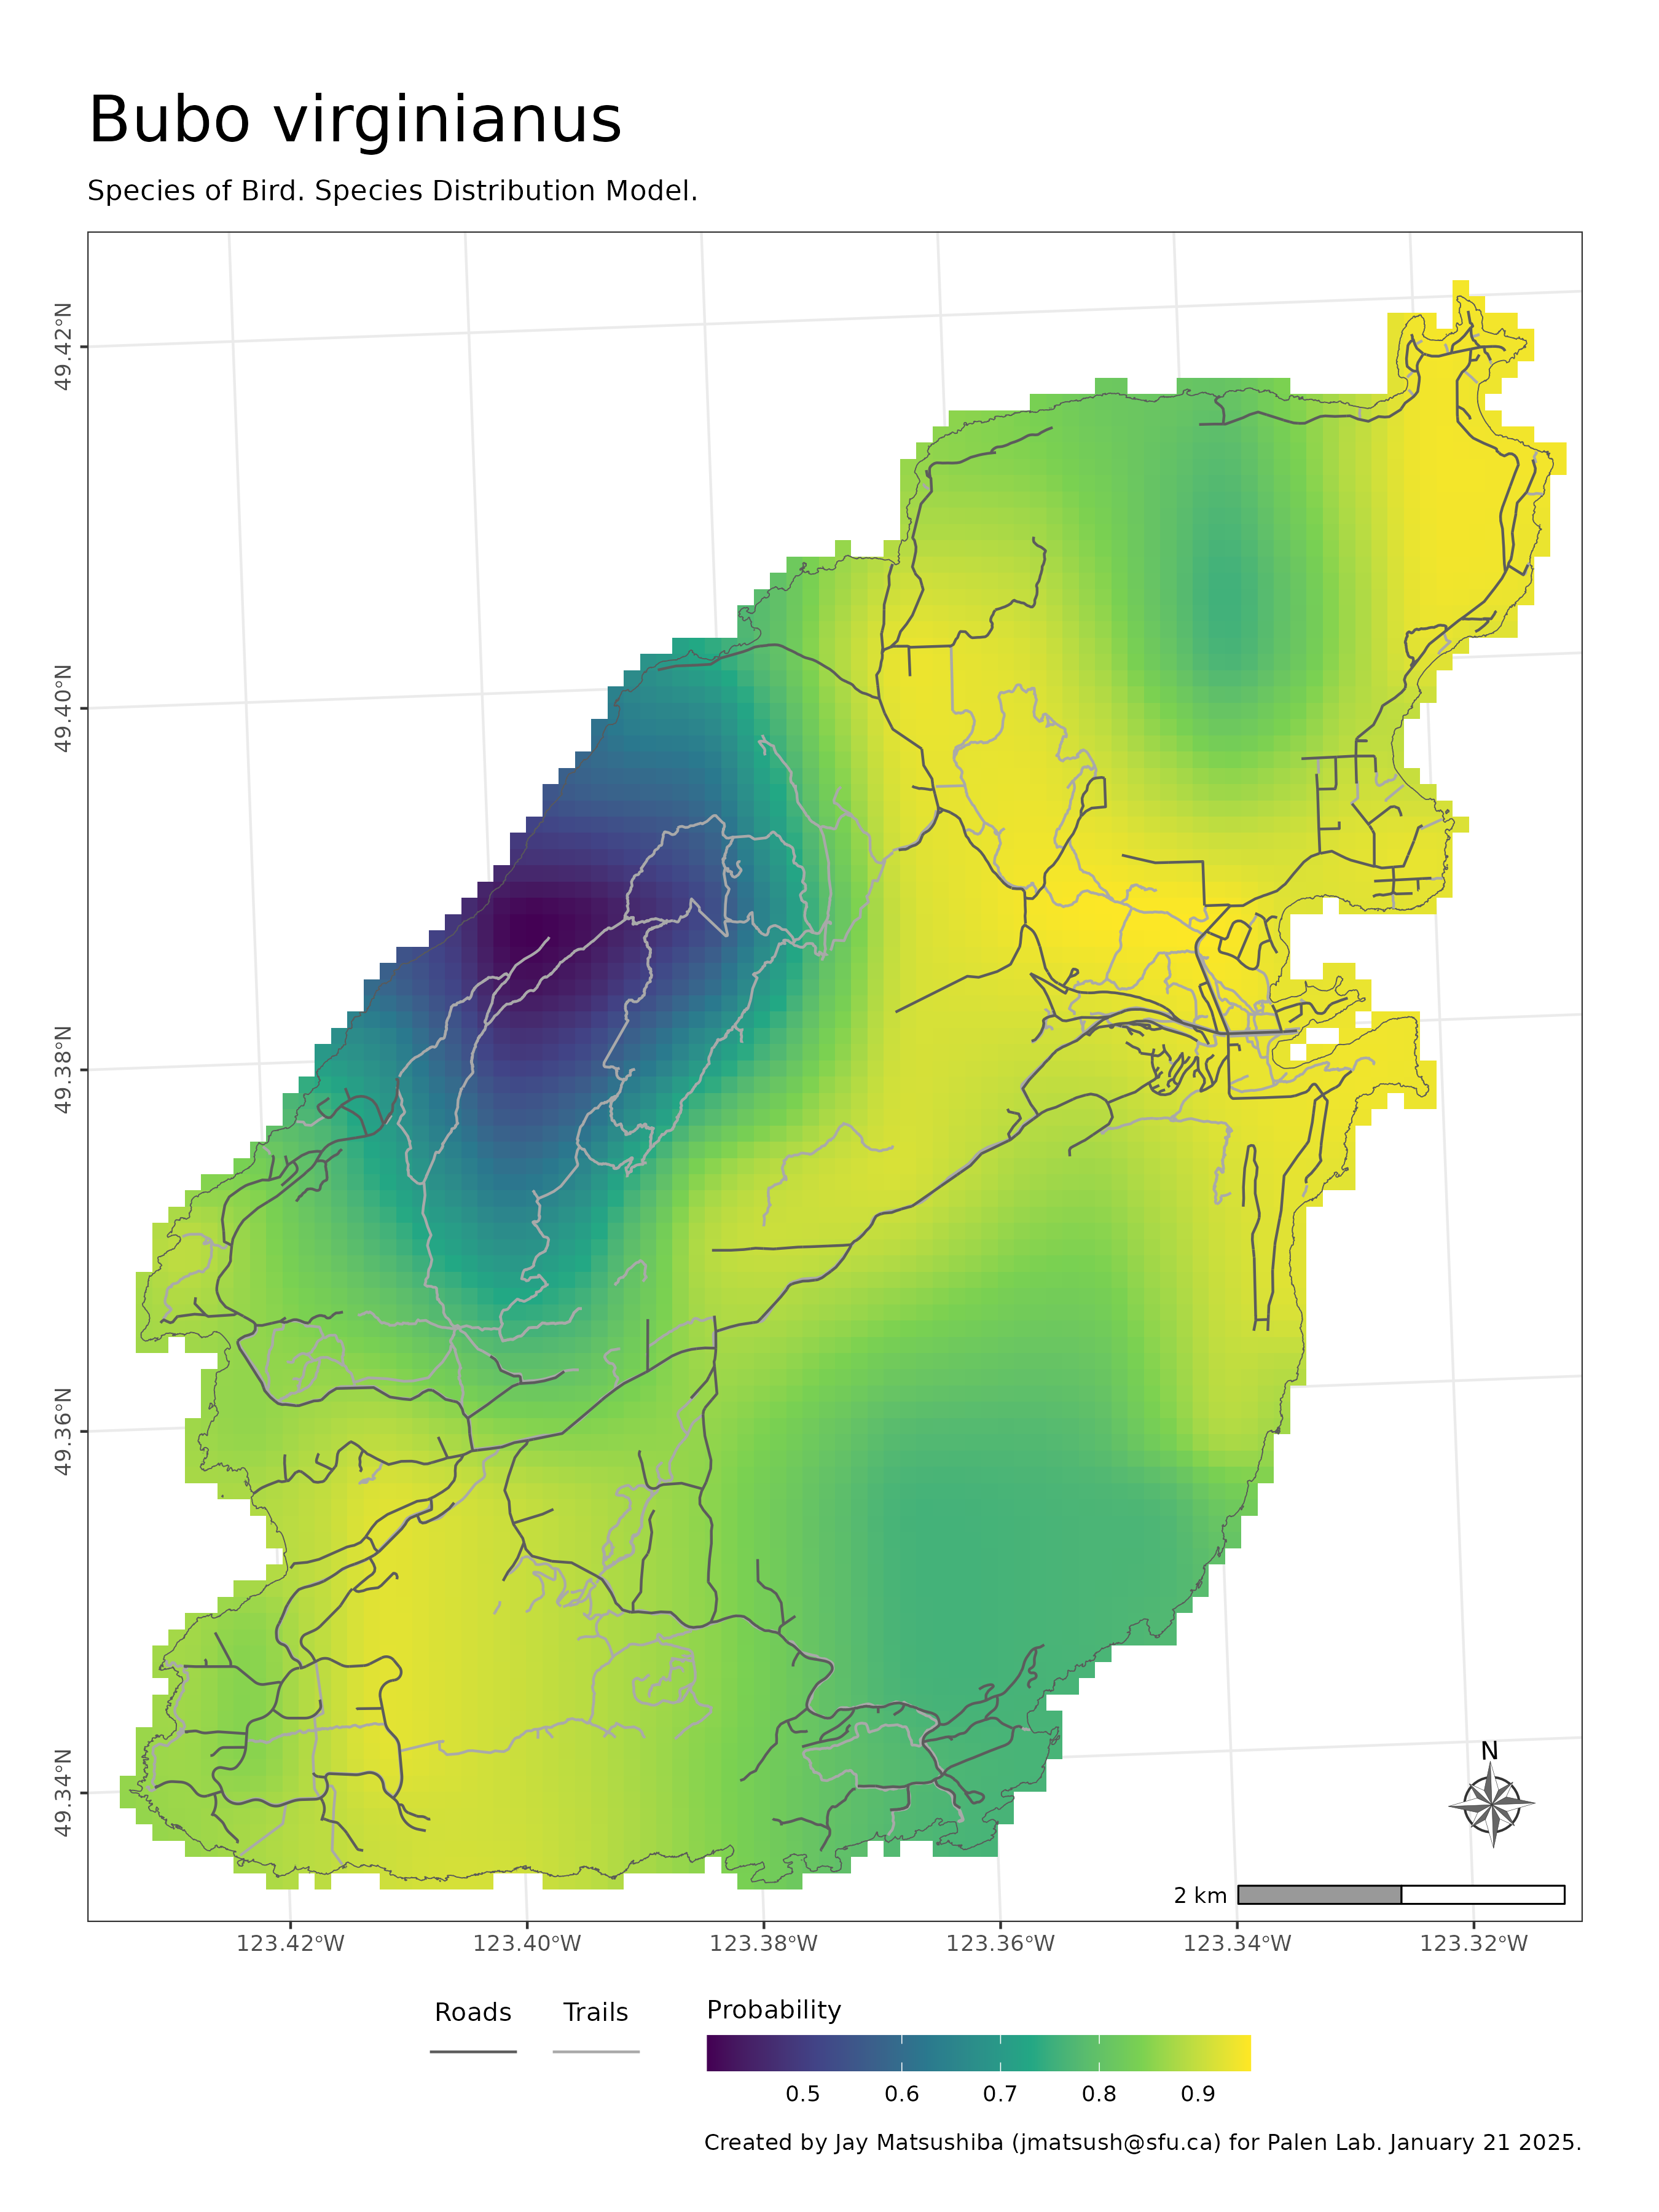 Bubo virginianus
Species of Bird. Species Distribution Model.
49.42°N
49.40°N
49.38°N
49.36°N
49.34°N
N
2 km
123.42°W 123.40°W 123.38°W 123.36°W 123.34°W 123.32°W
Roads Trails Probability
0.5 0.6 0.7 0.8 0.9
Created by Jay Matsushiba (jmatsush@sfu.ca) for Palen Lab. January 21 2025.